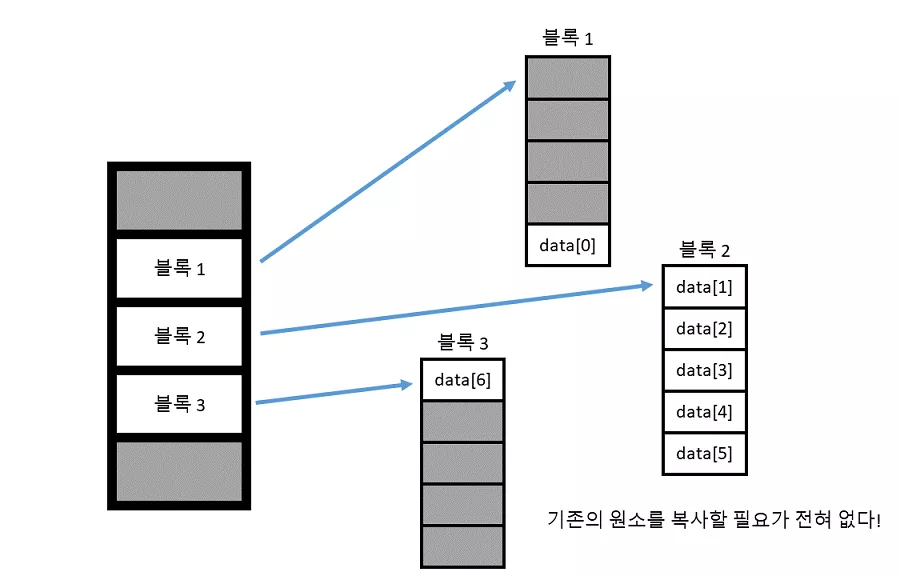 블록 1
data[0]
블록 1
블록 2
블록 3
블록 2
data[1]
data[2]
data[3]
data[4]
data[5]
블록 3
data[6]
기존의 원소를 복사할 필요가 전혀 없다!